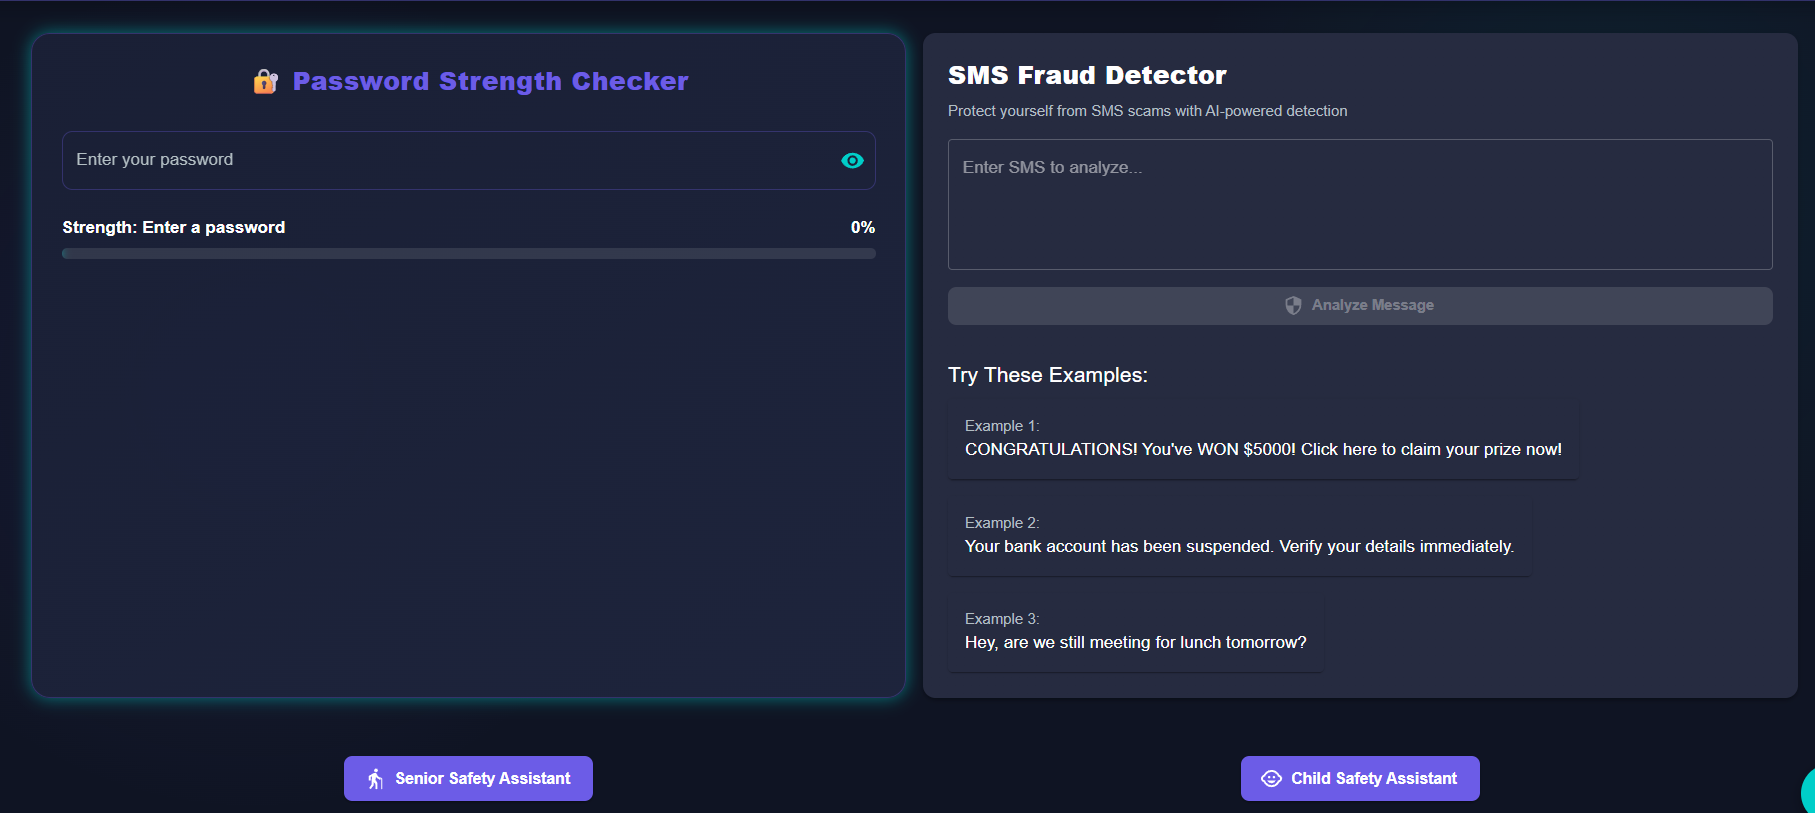 Password Strength Checker
Enter your password
Strength: Enter a password 0%
SMS Fraud Detector
Protect yourself from SMS scams with AI-powered detection
Enter SMS to analyze...
Analyze Message
Try These Examples:
Example 1:
CONGRATULATIONS! You've WON $5000! Click here to claim your prize now!
Example 2:
Your bank account has been suspended. Verify your details immediately.
Example 3:
Hey, are we still meeting for lunch tomorrow?
Senior Safety Assistant
Child Safety Assistant